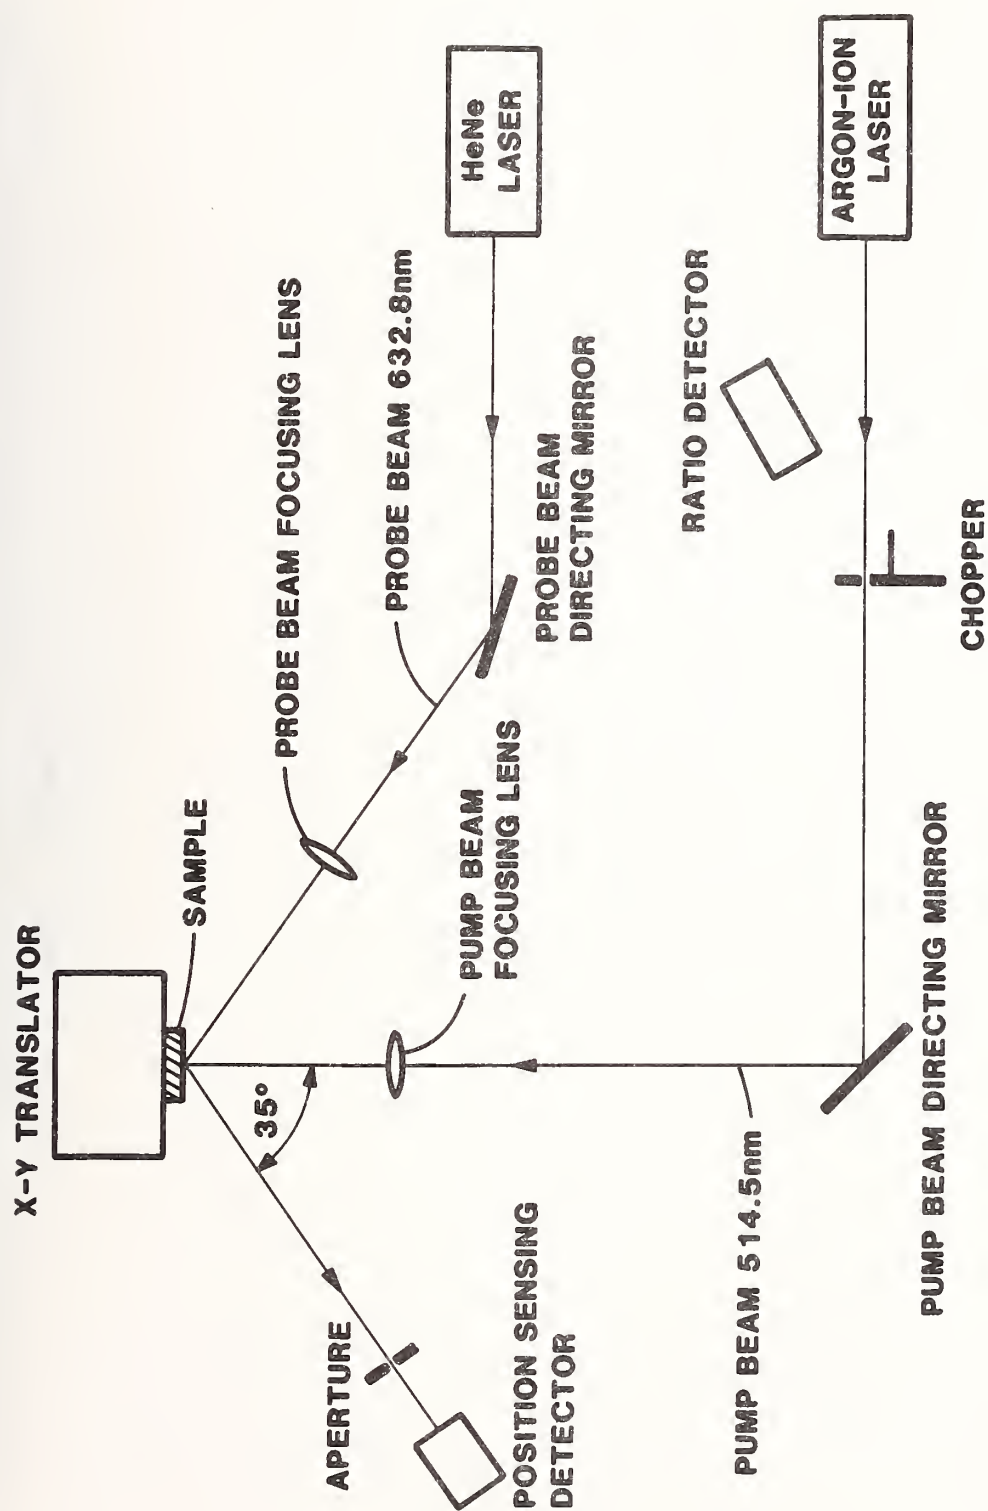 X-Y TRANSLATOR
SAMPLE
PROBE BEAM FOCUSING LENS
PROBE BEAM 632.8nm
HeNe
LASER
35°
APERTURE
PUMP BEAM
FOCUSING LENS
PROBE BEAM
DIRECTING MIRROR
POSITION SENSING
DETECTOR
RATIO DETECTOR
PUMP BEAM 514.5nm
ARGON-ION
LASER
PUMP BEAM DIRECTING MIRROR
CHOPPER